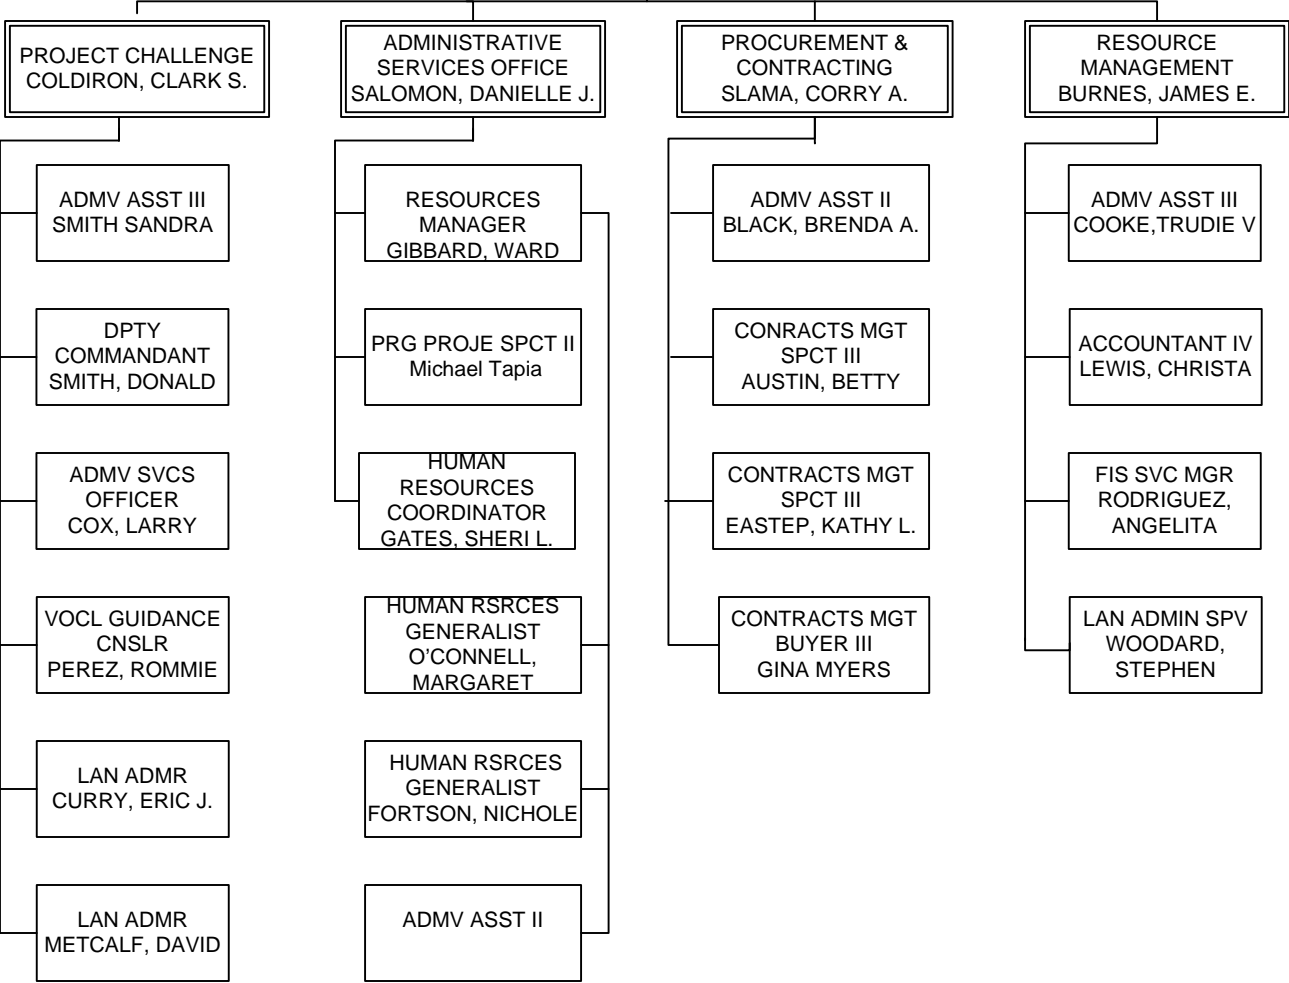 PROJECT CHALLENGE
COLDIRON, CLARK S.
ADMINISTRATIVE
SERVICES OFFICE
SALOMON, DANIELLE J.
PROCUREMENT &
CONTRACTING
SLAMA, CORRY A.
RESOURCE
MANAGEMENT
BURNES, JAMES E.
ADMV ASST III
SMITH SANDRA
RESOURCES
MANAGER
GIBBARD, WARD
ADMV ASST II
BLACK, BRENDA A.
ADMV ASST III
COOKE,TRUDIE V
DPTY
COMMANDANT
SMITH, DONALD
PRG PROJE SPCT II
Michael Tapia
CONRACTS MGT
SPCT III
AUSTIN, BETTY
ACCOUNTANT IV
LEWIS, CHRISTA
ADMV SVCS
OFFICER
COX, LARRY
HUMAN
RESOURCES
COORDINATOR
GATES, SHERI L.
CONTRACTS MGT
SPCT III
EASTEP, KATHY L.
FIS SVC MGR
RODRIGUEZ,
ANGELITA
VOCL GUIDANCE
CNSLR
PEREZ, ROMMIE
HUMAN RSRCES
GENERALIST
O'CONNELL,
MARGARET
CONTRACTS MGT
BUYER III
GINA MYERS
LAN ADMIN SPV
WOODARD,
STEPHEN
LAN ADMR
CURRY, ERIC J.
HUMAN RSRCES
GENERALIST
FORTSON, NICHOLE
LAN ADMR
METCALF, DAVID
ADMV ASST II